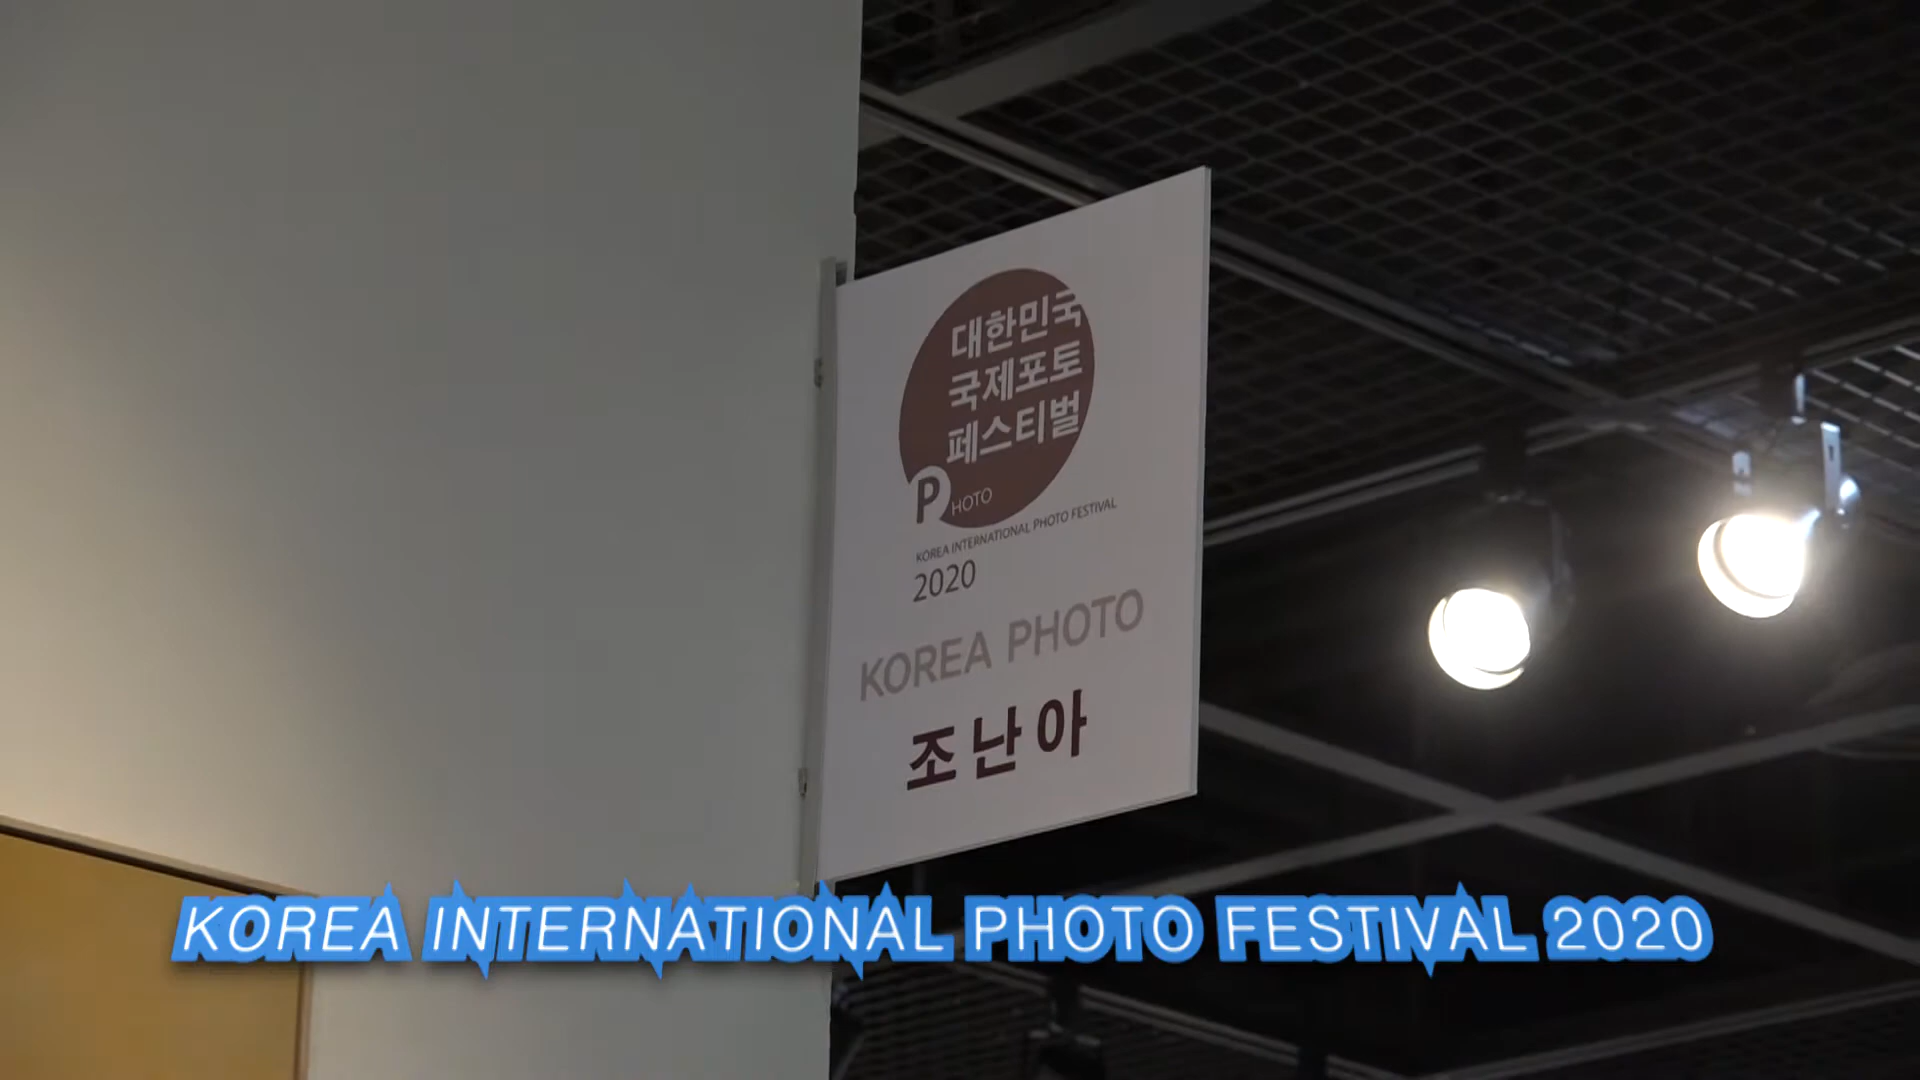 대한민국
국제포토
페스티벌
PHOTO
KOREA INTERNATIONAL PHOTO FESTIVAL
2020
KOREA PHOTO
조난아
KOREA INTERNATIONAL PHOTO FESTIVAL 2020